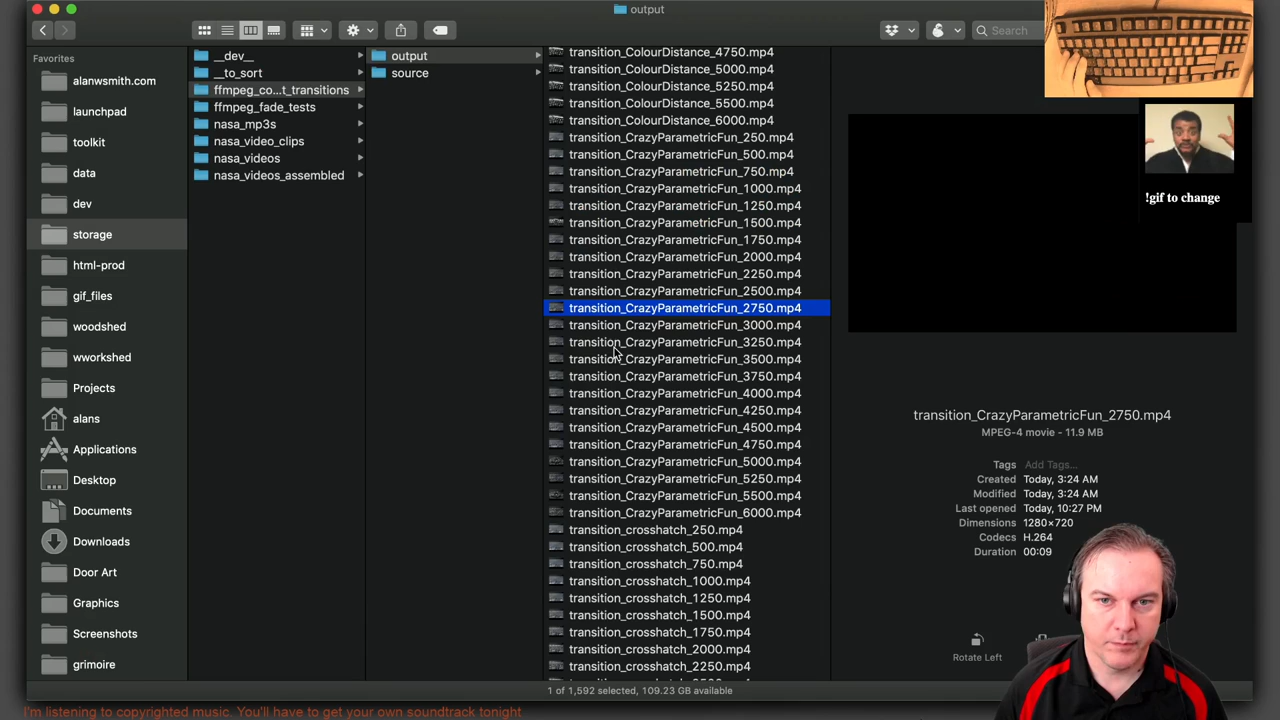 output
Search
Favorites
alanwsmith.com
launchpad
toolkit
data
dev
storage
html-prod
gif_files
woodshed
wworkshed
Projects
alans
Applications
Desktop
Documents
Downloads
Door Art
Graphics
Screenshots
grimoire
__dev__
__to_sort
ffmpeg_co...t_transitions
ffmpeg_fade_tests
nasa_mp3s
nasa_video_clips
nasa_videos
nasa_videos_assembled
output
source
transition_ColourDistance_4750.mp4
transition_ColourDistance_5000.mp4
transition_ColourDistance_5250.mp4
transition_ColourDistance_5500.mp4
transition_ColourDistance_6000.mp4
transition_CrazyParametricFun_250.mp4
transition_CrazyParametricFun_500.mp4
transition_CrazyParametricFun_750.mp4
transition_CrazyParametricFun_1000.mp4
transition_CrazyParametricFun_1250.mp4
transition_CrazyParametricFun_1500.mp4
transition_CrazyParametricFun_1750.mp4
transition_CrazyParametricFun_2000.mp4
transition_CrazyParametricFun_2250.mp4
transition_CrazyParametricFun_2500.mp4
transition_CrazyParametricFun_2750.mp4
transition_CrazyParametricFun_3000.mp4
transition_CrazyParametricFun_3250.mp4
transition_CrazyParametricFun_3500.mp4
transition_CrazyParametricFun_3750.mp4
transition_CrazyParametricFun_4000.mp4
transition_CrazyParametricFun_4250.mp4
transition_CrazyParametricFun_4500.mp4
transition_CrazyParametricFun_4750.mp4
transition_CrazyParametricFun_5000.mp4
transition_CrazyParametricFun_5250.mp4
transition_CrazyParametricFun_5500.mp4
transition_CrazyParametricFun_6000.mp4
transition_crosshatch_250.mp4
transition_crosshatch_500.mp4
transition_crosshatch_750.mp4
transition_crosshatch_1000.mp4
transition_crosshatch_1250.mp4
transition_crosshatch_1500.mp4
transition_crosshatch_1750.mp4
transition_crosshatch_2000.mp4
transition_crosshatch_2250.mp4
!gif to change
transition_CrazyParametricFun_2750.mp4
MPEG-4 movie - 11.9 MB
Tags Add Tags...
Created Today, 3:24 AM
Modified Today, 3:24 AM
Last opened Today, 10:27 PM
Dimensions 1280×720
Codecs H.264
Duration 00:09
Rotate Left
1 of 1,592 selected, 109.23 GB available
I'm listening to copyrighted music. You'll have to get your own soundtrack tonight